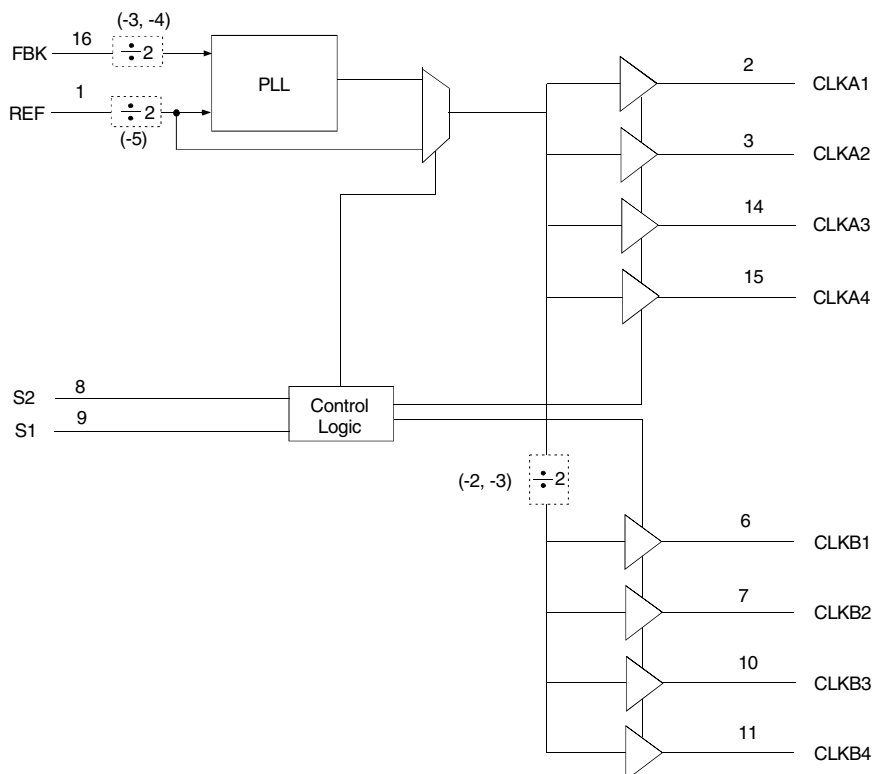 (-3, -4)
FBK 16 ÷2
PLL
REF 1 ÷2
(-5)
2 CLKA1
3 CLKA2
14 CLKA3
15 CLKA4
S2 8
S1 9
Control
Logic
(-2, -3) ÷2
6 CLKB1
7 CLKB2
10 CLKB3
11 CLKB4